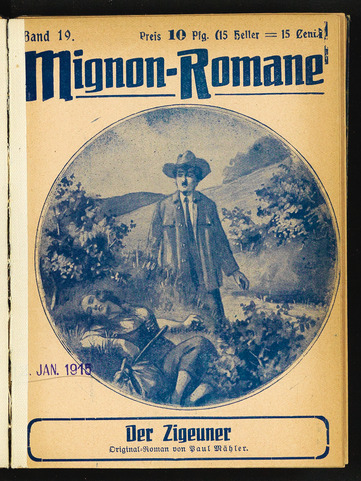 Band 19.
Preis 10 Pfg. (15 Heller = 15 Cent.)
Mignon-Romane
. JAN. 1915
Der Zigeuner
Original-Roman von Paul Mähler.